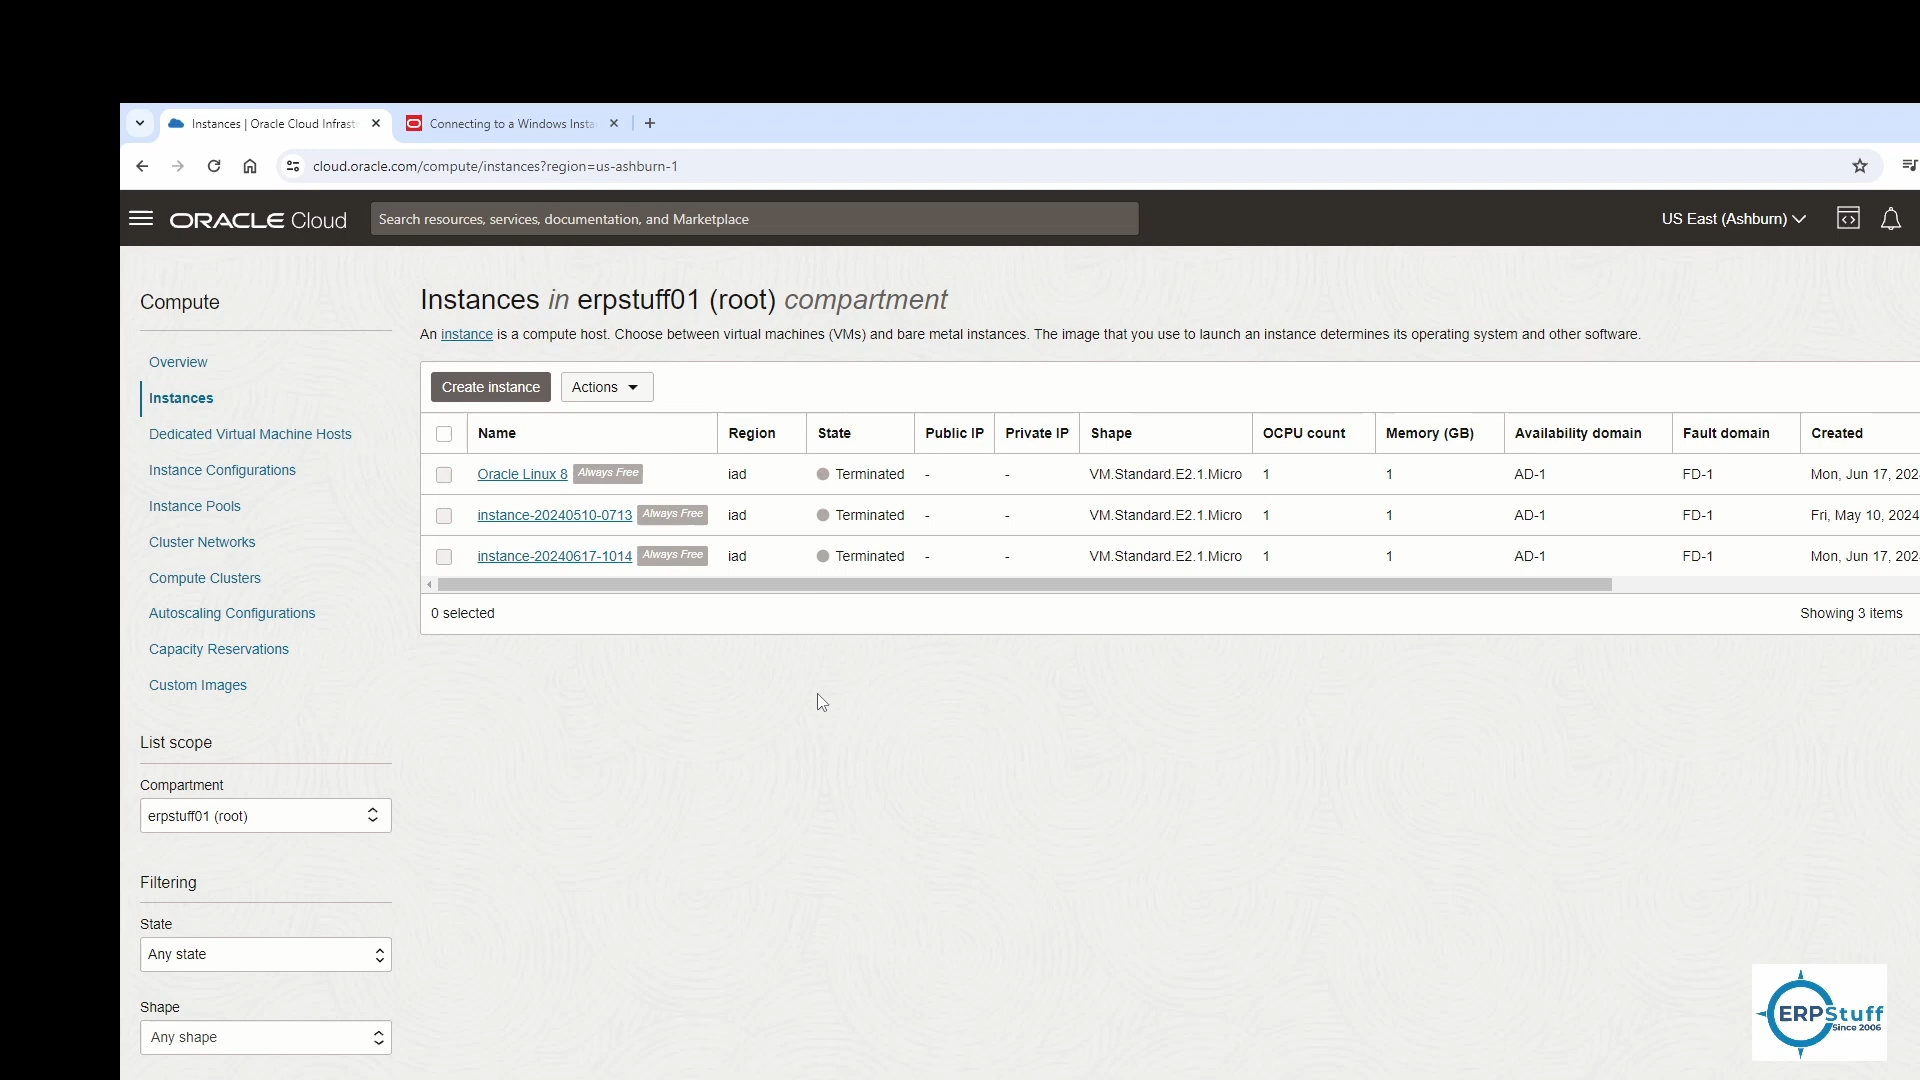 Instances | Oracle Cloud Infrast
Connecting to a Windows Insta
cloud.oracle.com/compute/instances?region=us-ashburn-1
ORACLE Cloud
Search resources, services, documentation, and Marketplace
US East (Ashburn)
Compute
Overview
Instances
Dedicated Virtual Machine Hosts
Instance Configurations
Instance Pools
Cluster Networks
Compute Clusters
Autoscaling Configurations
Capacity Reservations
Custom Images
List scope
Compartment
erpstuff01 (root)
Filtering
State
Any state
Shape
Any shape
Instances in erpstuff01 (root) compartment
An instance is a compute host. Choose between virtual machines (VMs) and bare metal instances. The image that you use to launch an instance determines its operating system and other software.
Create instance Actions
Name Region State Public IP Private IP Shape OCPU count Memory (GB) Availability domain Fault domain Created
Oracle Linux 8 Always Free iad Terminated - - VM.Standard.E2.1.Micro 1 1 AD-1 FD-1 Mon, Jun 17, 202
instance-20240510-0713 Always Free iad Terminated - - VM.Standard.E2.1.Micro 1 1 AD-1 FD-1 Fri, May 10, 2024
instance-20240617-1014 Always Free iad Terminated - - VM.Standard.E2.1.Micro 1 1 AD-1 FD-1 Mon, Jun 17, 202
0 selected Showing 3 items
ERPStuff
Since 2006